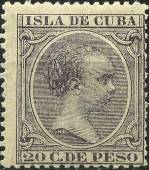 ISLA DE CUBA
20 C. DE PESO